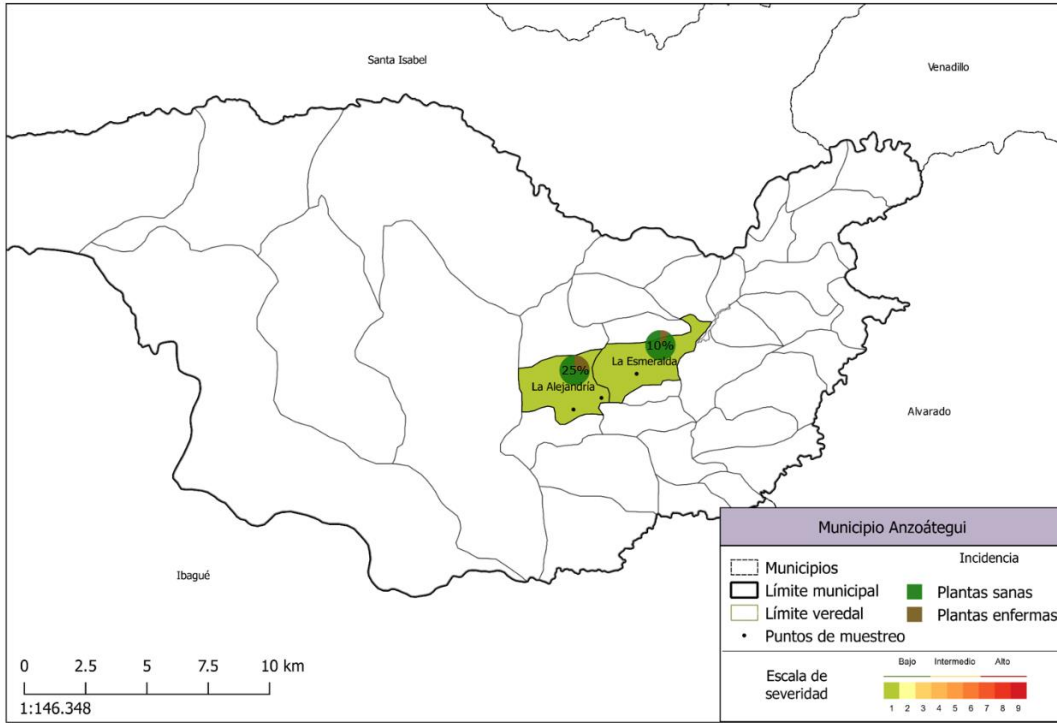 Santa Isabel
Venadillo
10%
La Esmeralda
25%
La Alejandría
Alvarado
Ibagué
0 2.5 5 7.5 10 km
1:146.348
Municipio Anzoátegui
Incidencia
Municipios
Límite municipal
Límite veredal
Puntos de muestreo
Plantas sanas
Plantas enfermas
Escala de
severidad
Bajo Intermedio Alto
1 2 3 4 5 6 7 8 9